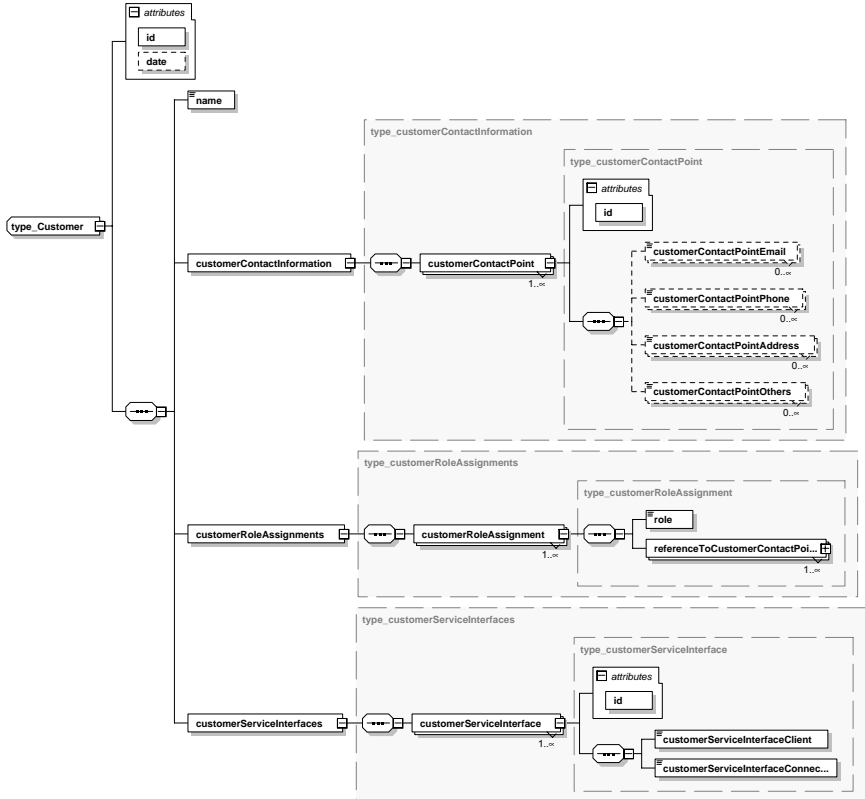 attributes
id
date
name
type_customerContactInformation
type_customerContactPoint
attributes
id
type_Customer
customerContactInformation
customerContactPoint
1..∞
customerContactPointEmail
0..∞
customerContactPointPhone
0..∞
customerContactPointAddress
0..∞
customerContactPointOthers
0..∞
type_customerRoleAssignments
type_customerRoleAssignment
role
customerRoleAssignments
customerRoleAssignment
1..∞
referenceToCustomerContactPoi...
1..∞
type_customerServiceInterfaces
type_customerServiceInterface
attributes
id
customerServiceInterfaces
customerServiceInterface
1..∞
customerServiceInterfaceClient
customerServiceInterfaceConnec...